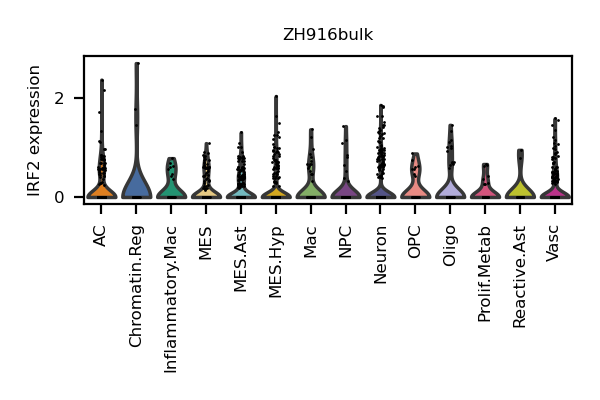 ZH916bulk
IRF2 expression
2
0
AC
Chromatin.Reg
Inflammatory.Mac
MES
MES.Ast
MES.Hyp
Mac
NPC
Neuron
OPC
Oligo
Prolif.Metab
Reactive.Ast
Vasc